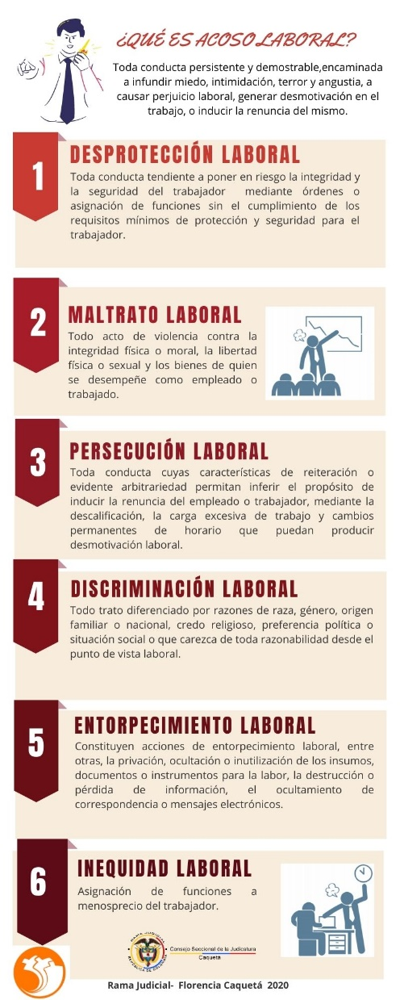 ¿QUÉ ES ACOSO LABORAL?
Toda conducta persistente y demostrable,encaminada
a infundir miedo, intimidación, terror y angustia, a
causar perjuicio laboral, generar desmotivación en el
trabajo, o inducir la renuncia del mismo.
1
DESPROTECCIÓN LABORAL
Toda conducta tendiente a poner en riesgo la integridad y
la seguridad del trabajador mediante órdenes o
asignación de funciones sin el cumplimiento de los
requisitos mínimos de protección y seguridad para el
trabajador.
2
MALTRATO LABORAL
Todo acto de violencia contra la
integridad física o moral, la libertad
física o sexual y los bienes de quien
se desempeñe como empleado o
trabajado.
3
PERSECUCIÓN LABORAL
Toda conducta cuyas características de reiteración o
evidente arbitrariedad permitan inferir el propósito de
inducir la renuncia del empleado o trabajador, mediante la
descalificación, la carga excesiva de trabajo y cambios
permanentes de horario que puedan producir
desmotivación laboral.
4
DISCRIMINACIÓN LABORAL
Todo trato diferenciado por razones de raza, género, origen
familiar o nacional, credo religioso, preferencia política o
situación social o que carezca de toda razonabilidad desde el
punto de vista laboral.
5
ENTORPECIMIENTO LABORAL
Constituyen acciones de entorpecimiento laboral, entre
otras, la privación, ocultación o inutilización de los insumos,
documentos o instrumentos para la labor, la destrucción o
pérdida de información, el ocultamiento de
correspondencia o mensajes electrónicos.
6
INEQUIDAD LABORAL
Asignación de funciones a
menosprecio del trabajador.
RAMA JUDICIAL
REPÚBLICA DE COLOMBIA
Consejo Seccional de la Judicatura
Caquetá
Rama Judicial- Florencia Caquetá 2020